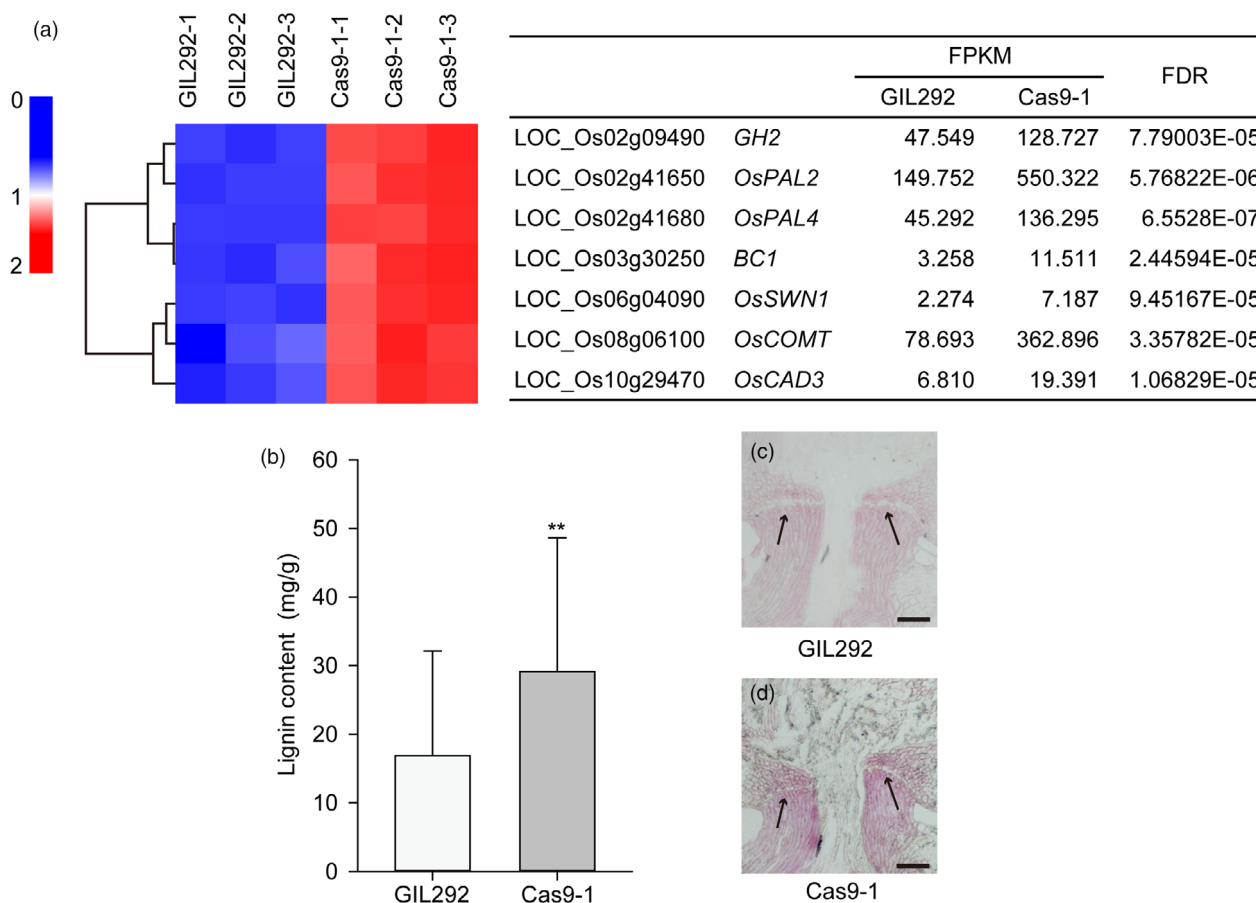 (a)
GIL292-1 GIL292-2 GIL292-3 Cas9-1-1 Cas9-1-2 Cas9-1-3
0
1
2
FPKM FDR
GIL292 Cas9-1
LOC_Os02g09490 GH2 47.549 128.727 7.79003E-05
LOC_Os02g41650 OsPAL2 149.752 550.322 5.76822E-06
LOC_Os02g41680 OsPAL4 45.292 136.295 6.5528E-07
LOC_Os03g30250 BC1 3.258 11.511 2.44594E-05
LOC_Os06g04090 OsSWN1 2.274 7.187 9.45167E-05
LOC_Os08g06100 OsCOMT 78.693 362.896 3.35782E-05
LOC_Os10g29470 OsCAD3 6.810 19.391 1.06829E-05
(b)
Lignin content (mg/g)
60
50
40
30
20
10
0
**
GIL292 Cas9-1
(c)
GIL292
(d)
Cas9-1